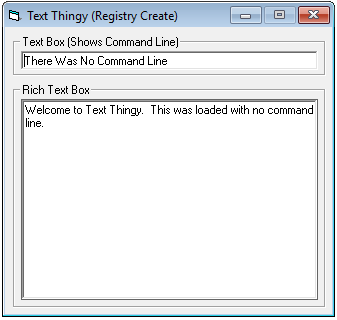 Text Thingy (Registry Create)
Text Box (Shows Command Line)
There Was No Command Line
Rich Text Box
Welcome to Text Thingy.  This was loaded with no command
line.